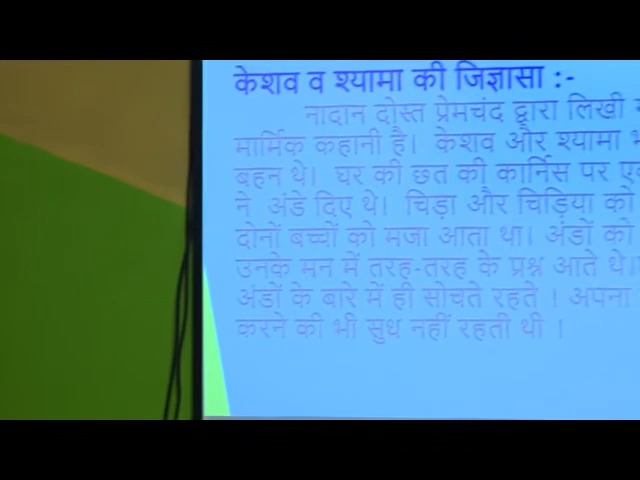 केशव व श्यामा की जिज्ञासा :-
नादान दोस्त प्रेमचंद द्वारा लिखी
मार्मिक कहानी है। केशव और श्यामा
बहन थे। घर की छत की कार्निस पर
ने अंडे दिए थे। चिड़ा और चिड़िया को
दोनों बच्चों को मजा आता था। अंडों को
उनके मन में तरह-तरह के प्रश्न आते थे।
अंडों के बारे में ही सोचते रहते । अपना
करने की भी सुध नहीं रहती थी ।